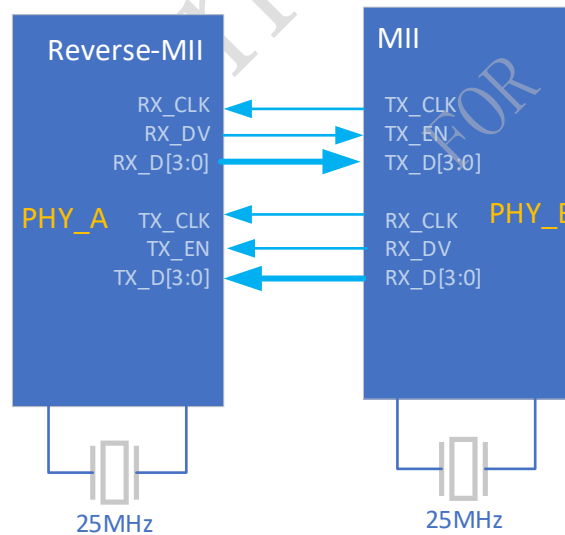 Reverse-MII
RX_CLK
RX_DV
RX_D[3:0]
PHY_A
TX_CLK
TX_EN
TX_D[3:0]
25MHz
MII
TX_CLK
TX_EN
TX_D[3:0]
FOR
RX_CLK
RX_DV
RX_D[3:0]
25MHz